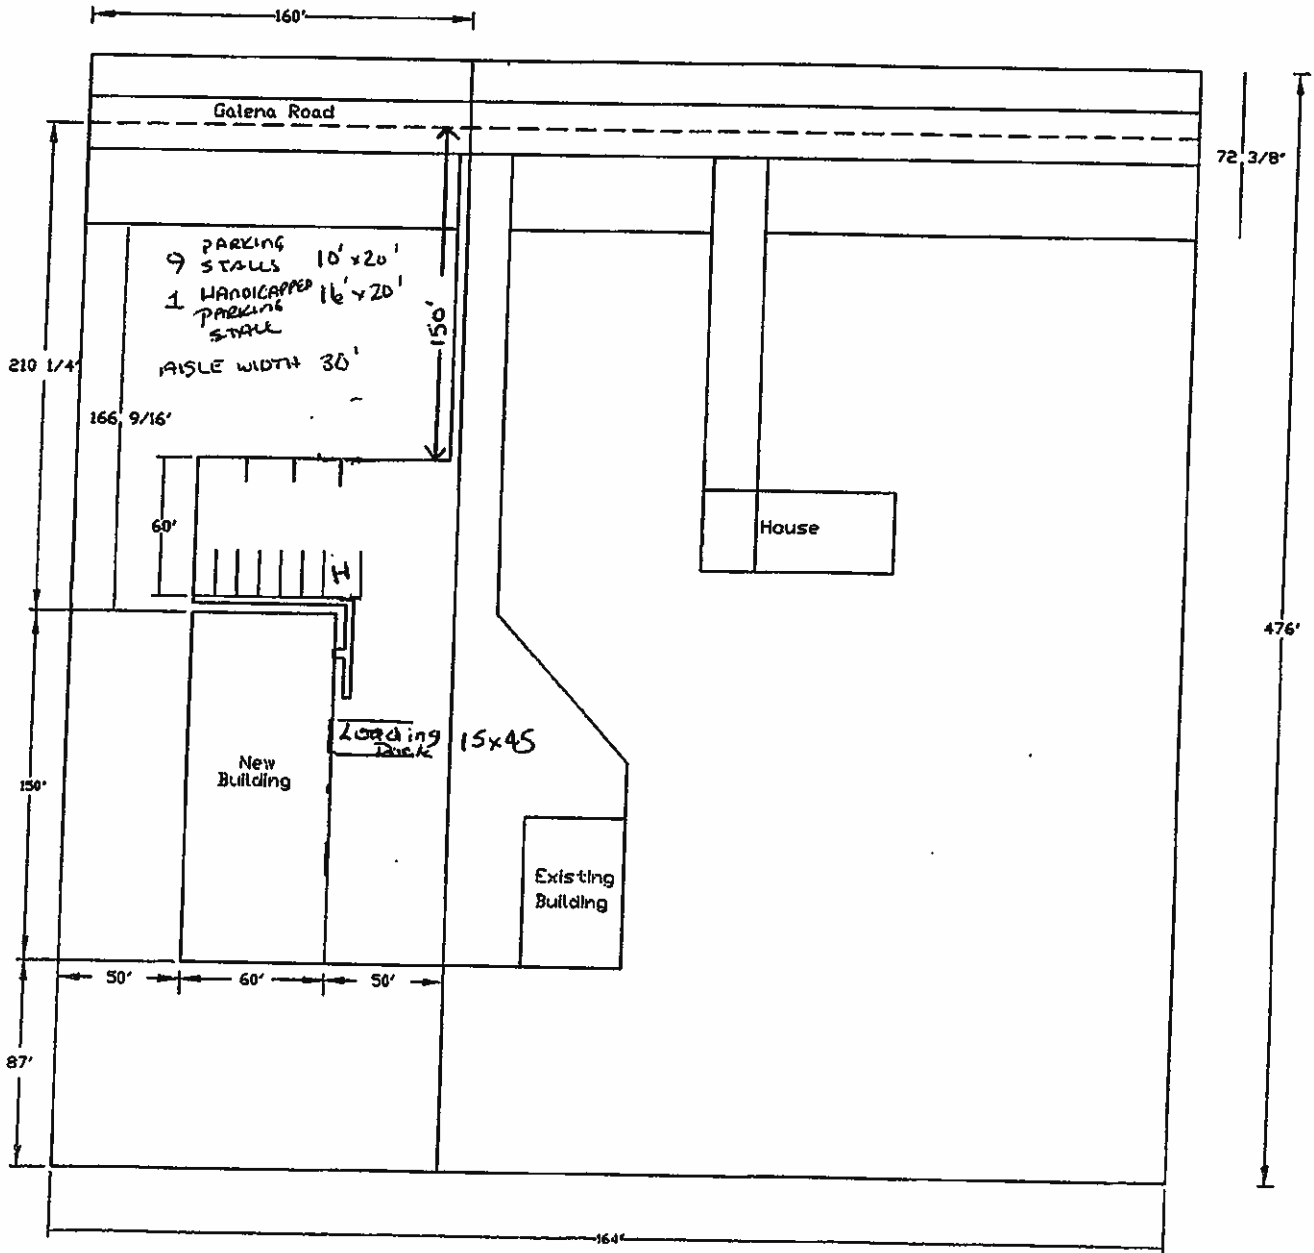 160'
Galena Road
72 3/8"
9 PARKING STALLS 10' x 20'
1 HANDICAPPED PARKING STALL 16' x 20'
AISLE WIDTH 30'
150'
210 1/4"
166 9/16'
60'
H
House
476'
Loading Dock 15x45
New
Building
150'
Existing
Building
50'
60'
50'
87'
164'